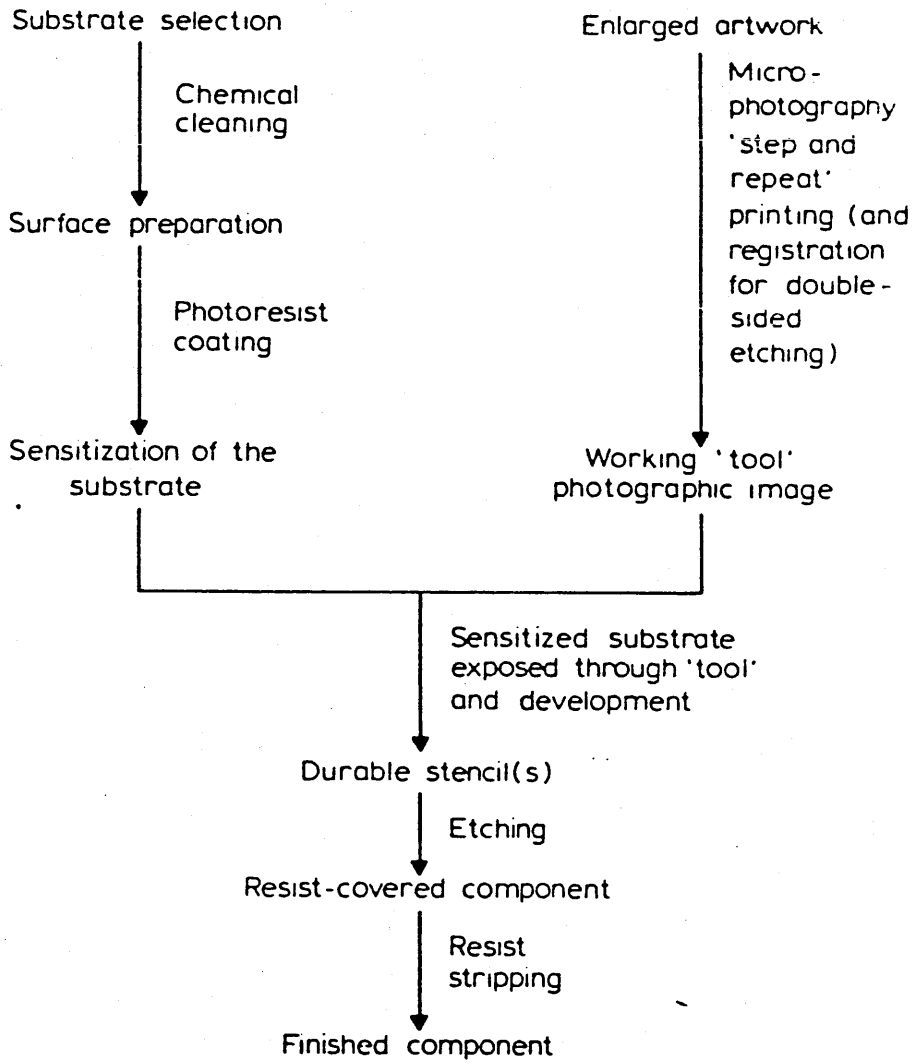 Substrate selection
Chemical
cleaning
Surface preparation
Photoresist
coating
Sensitization of the
substrate
Enlarged artwork
Micro-
photography
'step and
repeat'
printing (and
registration
for double-
sided
etching)
Working 'tool'
photographic image
Sensitized substrate
exposed through 'tool'
and development
Durable stencil(s)
Etching
Resist-covered component
Resist
stripping
Finished component